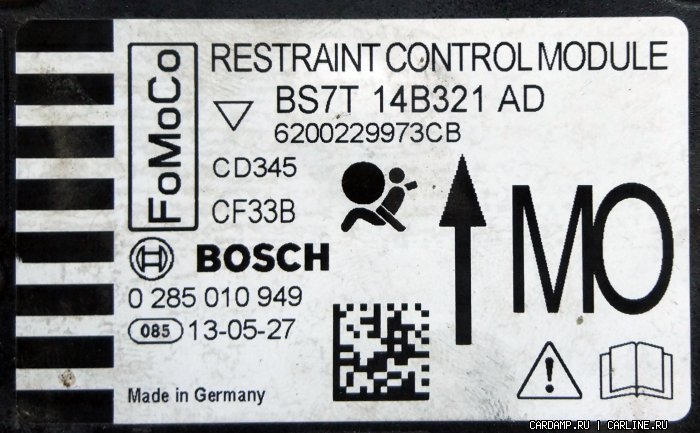 FoMoCo
RESTRAINT CONTROL MODULE
BS7T 14B321 AD
6200229973CB
CD345
CF33B
MO
BOSCH
0 285 010 949
085 13-05-27
Made in Germany
CARDAMP.RU | CARLINE.RU